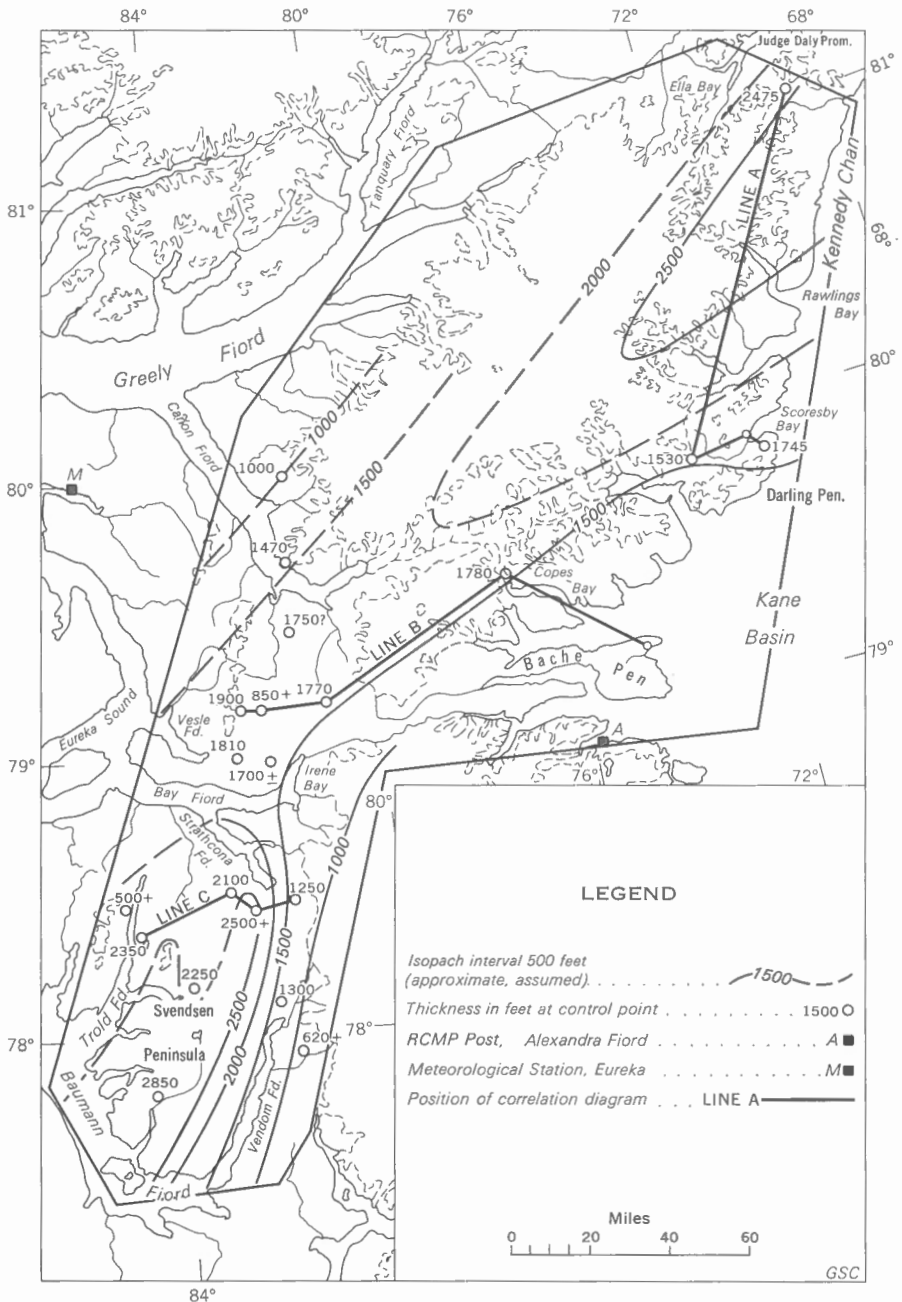 84°
80°
76°
72°
68°
Judge Daly Prom.
81°
Ella Bay
2475
Tanquary Fiord
LINE A
Kennedy Chan
81°
68°
2000
2500
Rawlings
Bay
Greely Fiord
80°
Cañon Fiord
1000
Scoresby
Bay
1745
1000
1500
1530
M
80°
Darling Pen.
1500
1470
1780
Copes
Bay
Kane
Basin
1750?
LINE B
Bache
Pen
79°
1900
850+
1770
Eureka Sound
Vesle
Fd.
1810
1700±
A
79°
Irene
Bay
76°
72°
Bay Fiord
80°
Strathcona
Fd.
1000
2100
1250
-500+
LINE C
2500+
2350
1500
2250
1300
Svendsen
Trold Fd.
2500
78°
78°
Peninsula
620+
2000
2850
Baumann
Vendom Fd.
Fiord
84°
LEGEND
Isopach interval 500 feet
(approximate, assumed). . . . . . . . . . . . 1500
Thickness in feet at control point . . . . . . . . 1500
RCMP Post, Alexandra Fiord . . . . . . . . . A
Meteorological Station, Eureka . . . . . . . . M
Position of correlation diagram . . . . LINE A
Miles
0 20 40 60
GSC